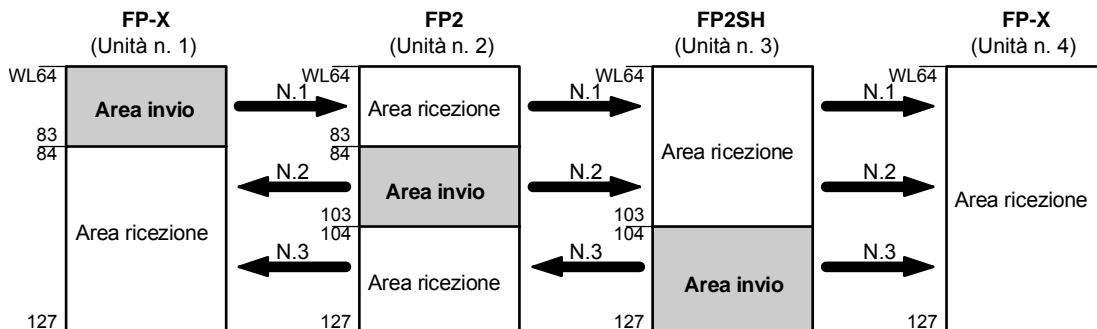 FP-X FP2 FP2SH FP-X
(Unità n. 1) (Unità n. 2) (Unità n. 3) (Unità n. 4)
WL64 WL64 WL64 WL64
Area invio N.1 Area ricezione N.1 N.1
83 83
84 84 Area ricezione
N.2 Area invio N.2 N.2
Area ricezione Area ricezione
103 103
104 104
N.3 Area ricezione N.3 Area invio N.3
127 127 127 127